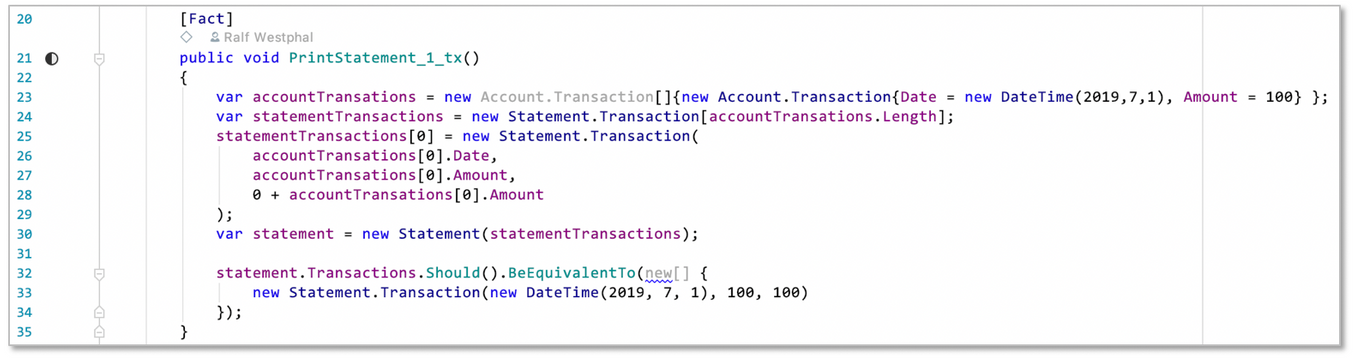 20 [Fact]
Ralf Westphal
21 public void PrintStatement_1_tx()
22 {
23 var accountTransations = new Account.Transaction[]{new Account.Transaction{Date = new DateTime(2019,7,1), Amount = 100} };
24 var statementTransactions = new Statement.Transaction[accountTransations.Length];
25 statementTransactions[0] = new Statement.Transaction(
26 accountTransations[0].Date,
27 accountTransations[0].Amount,
28 0 + accountTransations[0].Amount
29 );
30 var statement = new Statement(statementTransactions);
31
32 statement.Transactions.Should().BeEquivalentTo(new[] {
33 new Statement.Transaction(new DateTime(2019, 7, 1), 100, 100)
34 });
35 }